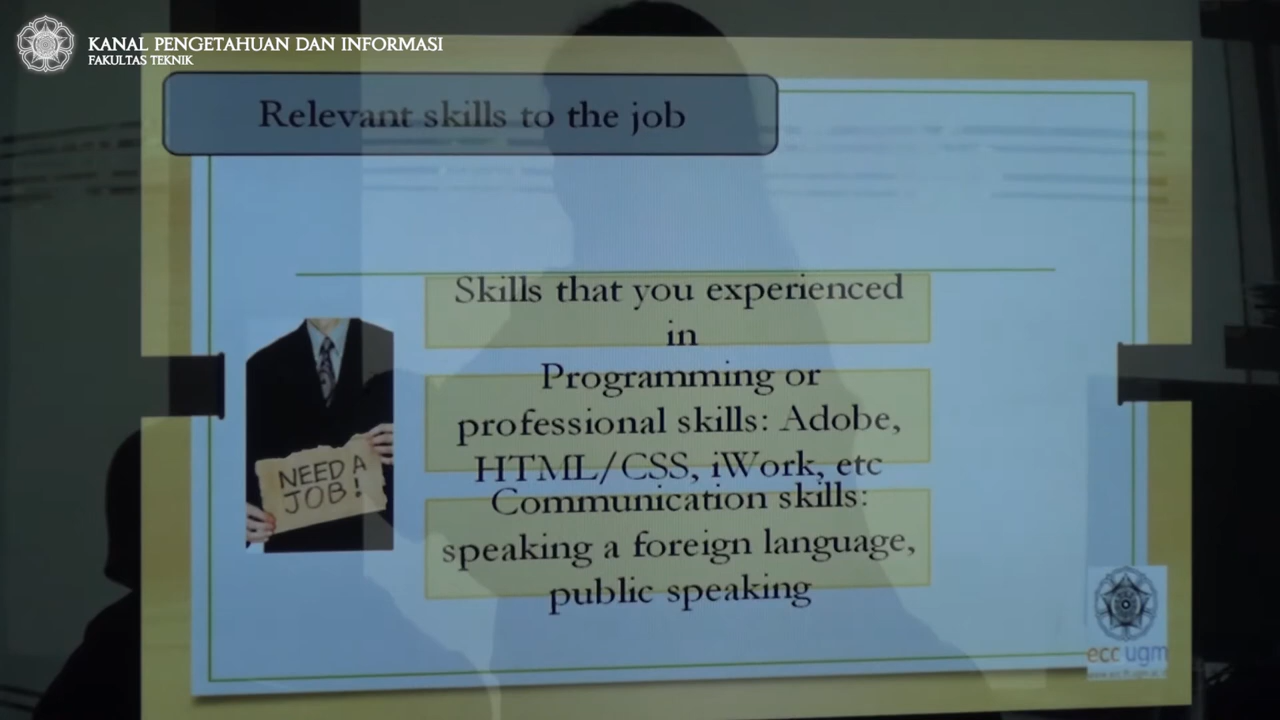 KANAL PENGETAHUAN DAN INFORMASI
FAKULTAS TEKNIK
Relevant skills to the job
Skills that you experienced
in
Programming or
professional skills: Adobe,
HTML/CSS, iWork, etc
Communication skills:
speaking a foreign language,
public speaking
NEED A
JOB!
ecc ugm